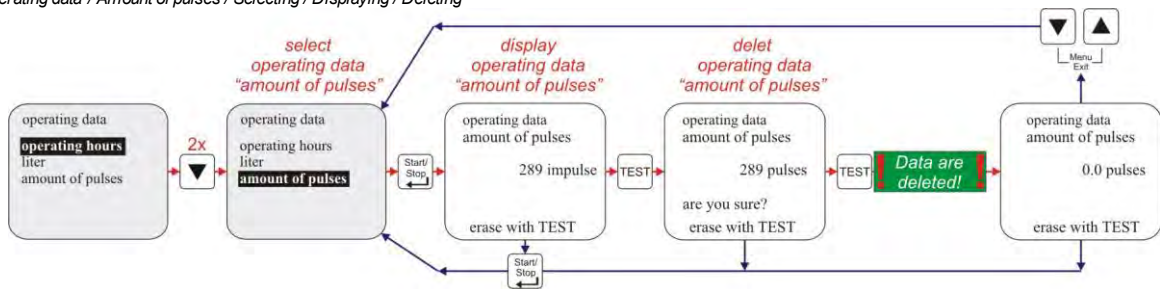 erating data / Amount of pulses / Selecting / Displaying / Deleting
select
operating data
"amount of pulses"
display
operating data
"amount of pulses"
delet
operating data
"amount of pulses"
Menu
Exit
operating data
operating hours
liter
amount of pulses
2x
operating data
operating hours
liter
amount of pulses
Start/
Stop
operating data
amount of pulses
289 impulse
erase with TEST
TEST
operating data
amount of pulses
289 pulses
are you sure?
erase with TEST
TEST
Data are
deleted!
operating data
amount of pulses
0.0 pulses
erase with TEST
Start/
Stop